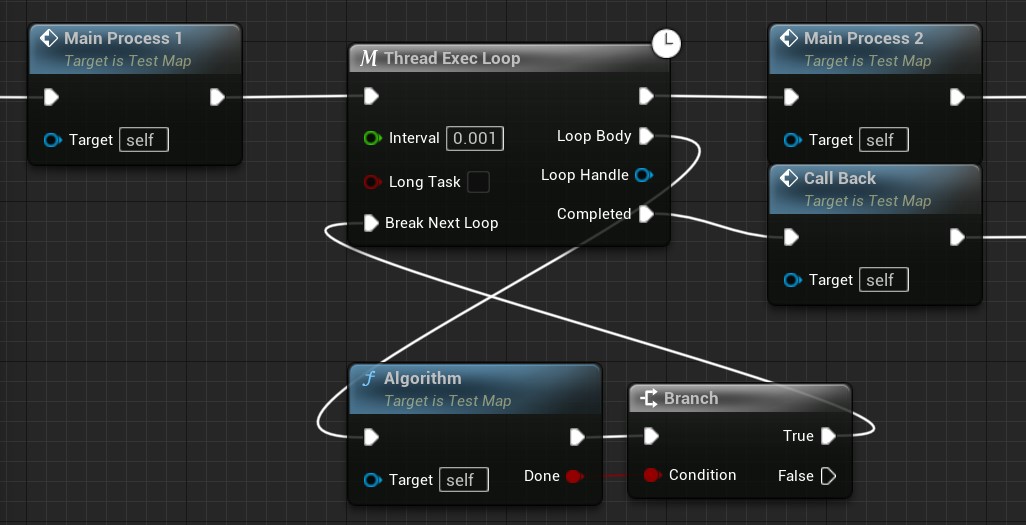 Main Process 1
Target is Test Map
Target self
M Thread Exec Loop
Interval 0.001
Long Task
Break Next Loop
Loop Body
Loop Handle
Completed
Main Process 2
Target is Test Map
Target self
Call Back
Target is Test Map
Target self
f Algorithm
Target is Test Map
Target self
Done
Branch
Condition
True
False